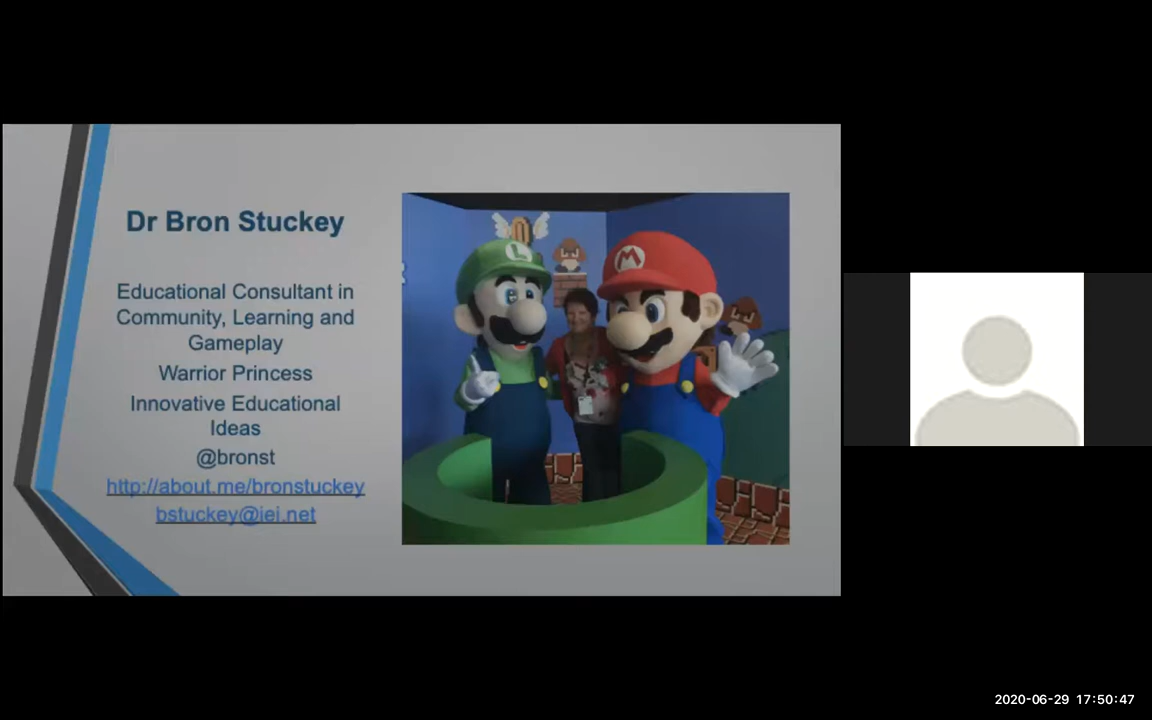 Dr Bron Stuckey
Educational Consultant in
Community, Learning and
Gameplay
Warrior Princess
Innovative Educational
Ideas
@bronst
http://about.me/bronstuckey
bstuckey@iei.net
L
M
2020-06-29 17:50:47